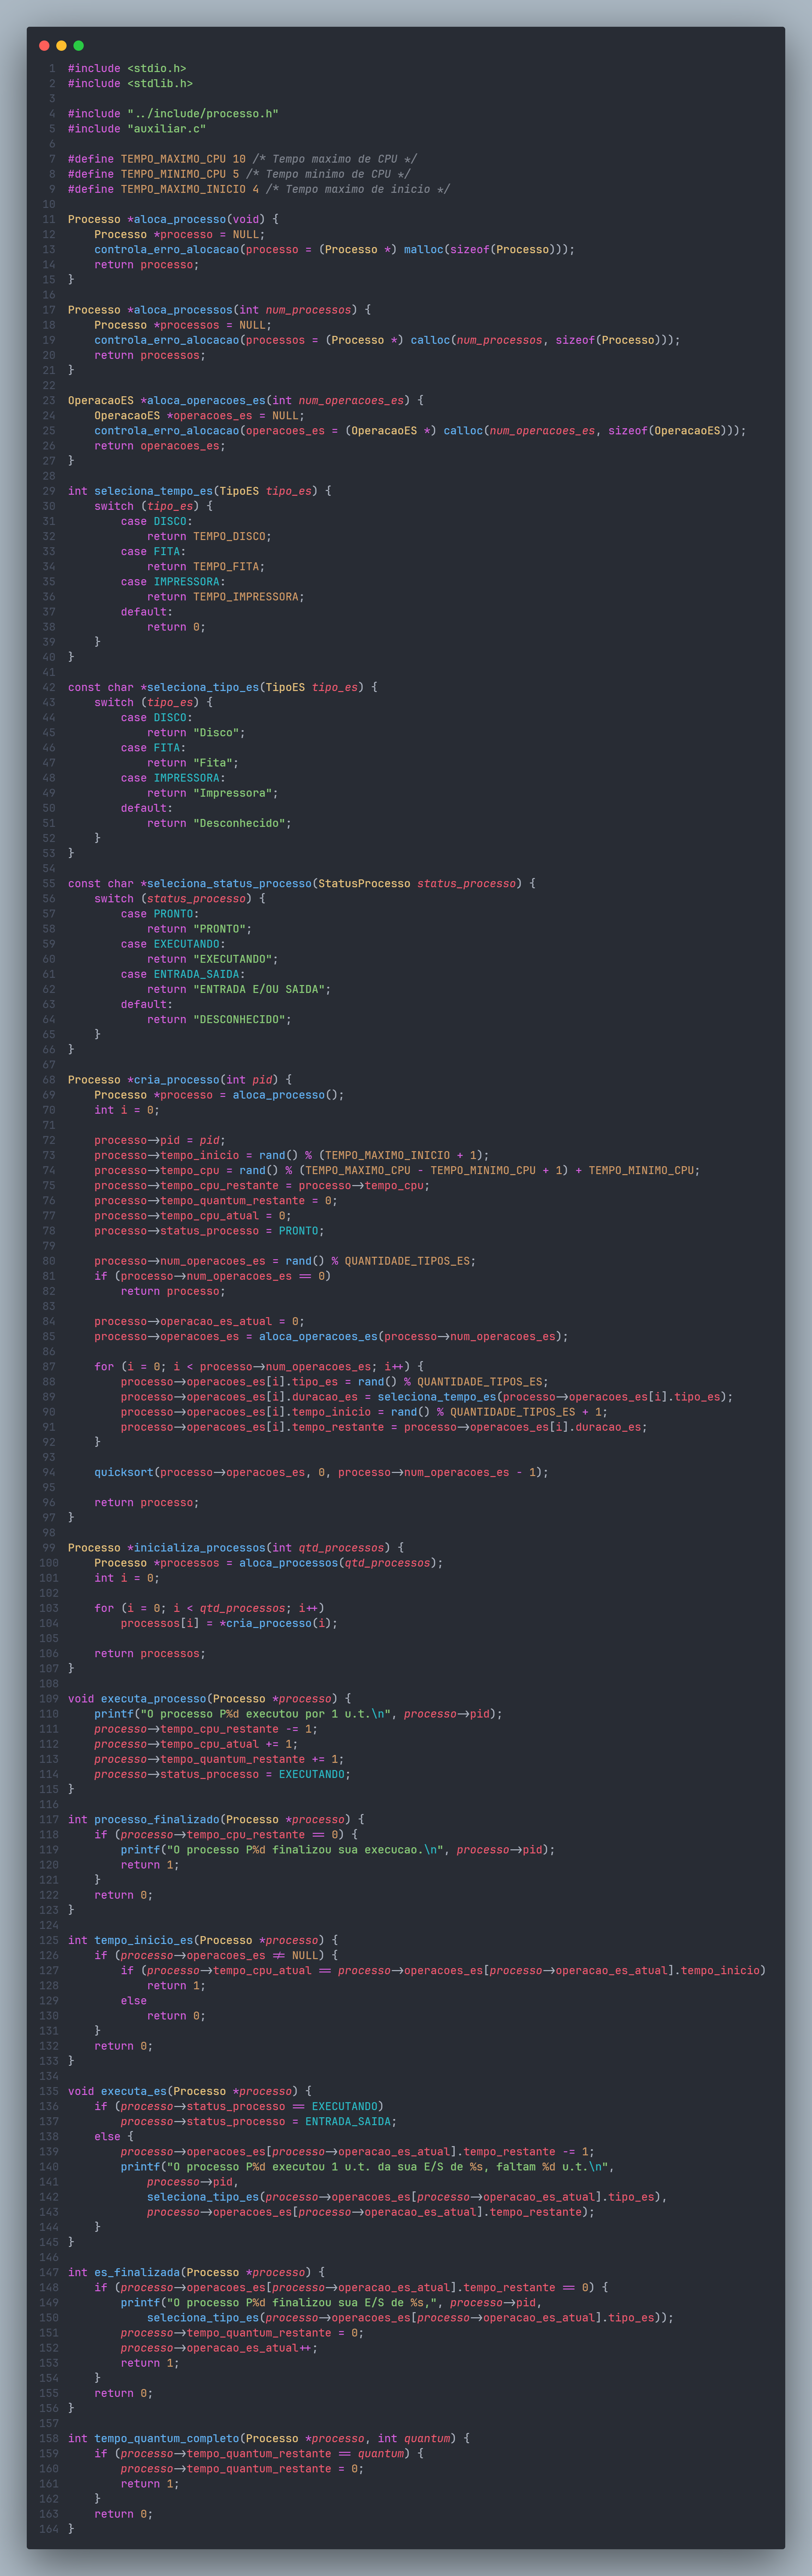 1 #include <stdio.h>
2 #include <stdlib.h>
3
4 #include "../include/processo.h"
5 #include "auxiliar.c"
6
7 #define TEMPO_MAXIMO_CPU 10 /* Tempo maximo de CPU */
8 #define TEMPO_MINIMO_CPU 5 /* Tempo minimo de CPU */
9 #define TEMPO_MAXIMO_INICIO 4 /* Tempo maximo de inicio */
10
11 Processo *aloca_processo(void) {
12     Processo *processo = NULL;
13     controla_erro_alocacao(processo = (Processo *) malloc(sizeof(Processo)));
14     return processo;
15 }
16
17 Processo *aloca_processos(int num_processos) {
18     Processo *processos = NULL;
19     controla_erro_alocacao(processos = (Processo *) calloc(num_processos, sizeof(Processo)));
20     return processos;
21 }
22
23 OperacaoES *aloca_operacoes_es(int num_operacoes_es) {
24     OperacaoES *operacoes_es = NULL;
25     controla_erro_alocacao(operacoes_es = (OperacaoES *) calloc(num_operacoes_es, sizeof(OperacaoES)));
26     return operacoes_es;
27 }
28
29 int seleciona_tempo_es(TipoES tipo_es) {
30     switch (tipo_es) {
31         case DISCO:
32             return TEMPO_DISCO;
33         case FITA:
34             return TEMPO_FITA;
35         case IMPRESSORA:
36             return TEMPO_IMPRESSORA;
37         default:
38             return 0;
39     }
40 }
41
42 const char *seleciona_tipo_es(TipoES tipo_es) {
43     switch (tipo_es) {
44         case DISCO:
45             return "Disco";
46         case FITA:
47             return "Fita";
48         case IMPRESSORA:
49             return "Impressora";
50         default:
51             return "Desconhecido";
52     }
53 }
54
55 const char *seleciona_status_processo(StatusProcesso status_processo) {
56     switch (status_processo) {
57         case PRONTO:
58             return "PRONTO";
59         case EXECUTANDO:
60             return "EXECUTANDO";
61         case ENTRADA_SAIDA:
62             return "ENTRADA E/OU SAIDA";
63         default:
64             return "DESCONHECIDO";
65     }
66 }
67
68 Processo *cria_processo(int pid) {
69     Processo *processo = aloca_processo();
70     int i = 0;
71
72     processo->pid = pid;
73     processo->tempo_inicio = rand() % (TEMPO_MAXIMO_INICIO + 1);
74     processo->tempo_cpu = rand() % (TEMPO_MAXIMO_CPU - TEMPO_MINIMO_CPU + 1) + TEMPO_MINIMO_CPU;
75     processo->tempo_cpu_restante = processo->tempo_cpu;
76     processo->tempo_quantum_restante = 0;
77     processo->tempo_cpu_atual = 0;
78     processo->status_processo = PRONTO;
79
80     processo->num_operacoes_es = rand() % QUANTIDADE_TIPOS_ES;
81     if (processo->num_operacoes_es == 0)
82         return processo;
83
84     processo->operacao_es_atual = 0;
85     processo->operacoes_es = aloca_operacoes_es(processo->num_operacoes_es);
86
87     for (i = 0; i < processo->num_operacoes_es; i++) {
88         processo->operacoes_es[i].tipo_es = rand() % QUANTIDADE_TIPOS_ES;
89         processo->operacoes_es[i].duracao_es = seleciona_tempo_es(processo->operacoes_es[i].tipo_es);
90         processo->operacoes_es[i].tempo_inicio = rand() % QUANTIDADE_TIPOS_ES + 1;
91         processo->operacoes_es[i].tempo_restante = processo->operacoes_es[i].duracao_es;
92     }
93
94     quicksort(processo->operacoes_es, 0, processo->num_operacoes_es - 1);
95
96     return processo;
97 }
98
99 Processo *inicializa_processos(int qtd_processos) {
100     Processo *processos = aloca_processos(qtd_processos);
101     int i = 0;
102
103     for (i = 0; i < qtd_processos; i++)
104         processos[i] = *cria_processo(i);
105
106     return processos;
107 }
108
109 void executa_processo(Processo *processo) {
110     printf("O processo P%d executou por 1 u.t.\n", processo->pid);
111     processo->tempo_cpu_restante -= 1;
112     processo->tempo_cpu_atual += 1;
113     processo->tempo_quantum_restante += 1;
114     processo->status_processo = EXECUTANDO;
115 }
116
117 int processo_finalizado(Processo *processo) {
118     if (processo->tempo_cpu_restante == 0) {
119         printf("O processo P%d finalizou sua execucao.\n", processo->pid);
120         return 1;
121     }
122     return 0;
123 }
124
125 int tempo_inicio_es(Processo *processo) {
126     if (processo->operacoes_es != NULL) {
127         if (processo->tempo_cpu_atual == processo->operacoes_es[processo->operacao_es_atual].tempo_inicio)
128             return 1;
129         else
130             return 0;
131     }
132     return 0;
133 }
134
135 void executa_es(Processo *processo) {
136     if (processo->status_processo == EXECUTANDO)
137         processo->status_processo = ENTRADA_SAIDA;
138     else {
139         processo->operacoes_es[processo->operacao_es_atual].tempo_restante -= 1;
140         printf("O processo P%d executou 1 u.t. da sua E/S de %s, faltam %d u.t.\n",
141             processo->pid,
142             seleciona_tipo_es(processo->operacoes_es[processo->operacao_es_atual].tipo_es),
143             processo->operacoes_es[processo->operacao_es_atual].tempo_restante);
144     }
145 }
146
147 int es_finalizada(Processo *processo) {
148     if (processo->operacoes_es[processo->operacao_es_atual].tempo_restante == 0) {
149         printf("O processo P%d finalizou sua E/S de %s,", processo->pid,
150             seleciona_tipo_es(processo->operacoes_es[processo->operacao_es_atual].tipo_es));
151         processo->tempo_quantum_restante = 0;
152         processo->operacao_es_atual++;
153         return 1;
154     }
155     return 0;
156 }
157
158 int tempo_quantum_completo(Processo *processo, int quantum) {
159     if (processo->tempo_quantum_restante == quantum) {
160         processo->tempo_quantum_restante = 0;
161         return 1;
162     }
163     return 0;
164 }